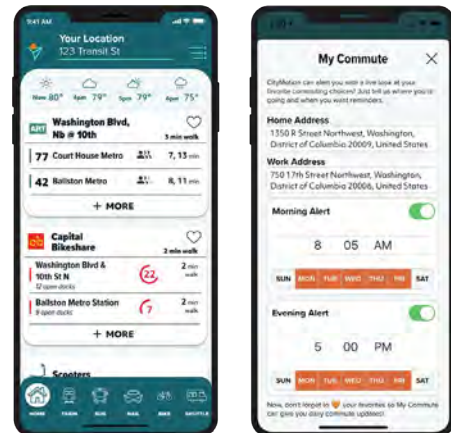 9:41 AM
Your Location
123 Transit St
Now 80° 4pm 79° 5pm 79° 6pm 75°
ART Washington Blvd,
Nb @ 10th
3 min walk
77 Court House Metro 7, 13 min
42 Ballston Metro 8, 11 min
+ MORE
Capital
Bikeshare
2 min walk
Washington Blvd &
10th St N
12 open docks
22
2 min
walk
Ballston Metro Station
9 open docks
7
2 min
walk
+ MORE
Scooters
HOME TRAIN BUS BIKE SHUTTLE
My Commute
CityMotion can alert you with a live look at your
favorite commuting choices! Just tell us where you're
going and when you want reminders.
Home Address
1350 R Street Northwest, Washington,
District of Columbia 20009, United States
Work Address
750 17th Street Northwest, Washington,
District of Columbia 20006, United States
Morning Alert
8 05 AM
SUN MON TUE WED THU FRI SAT
Evening Alert
5 00 PM
SUN MON TUE WED THU FRI SAT
Now, don't forget to your favorites so My Commute
can give you daily commute updates!